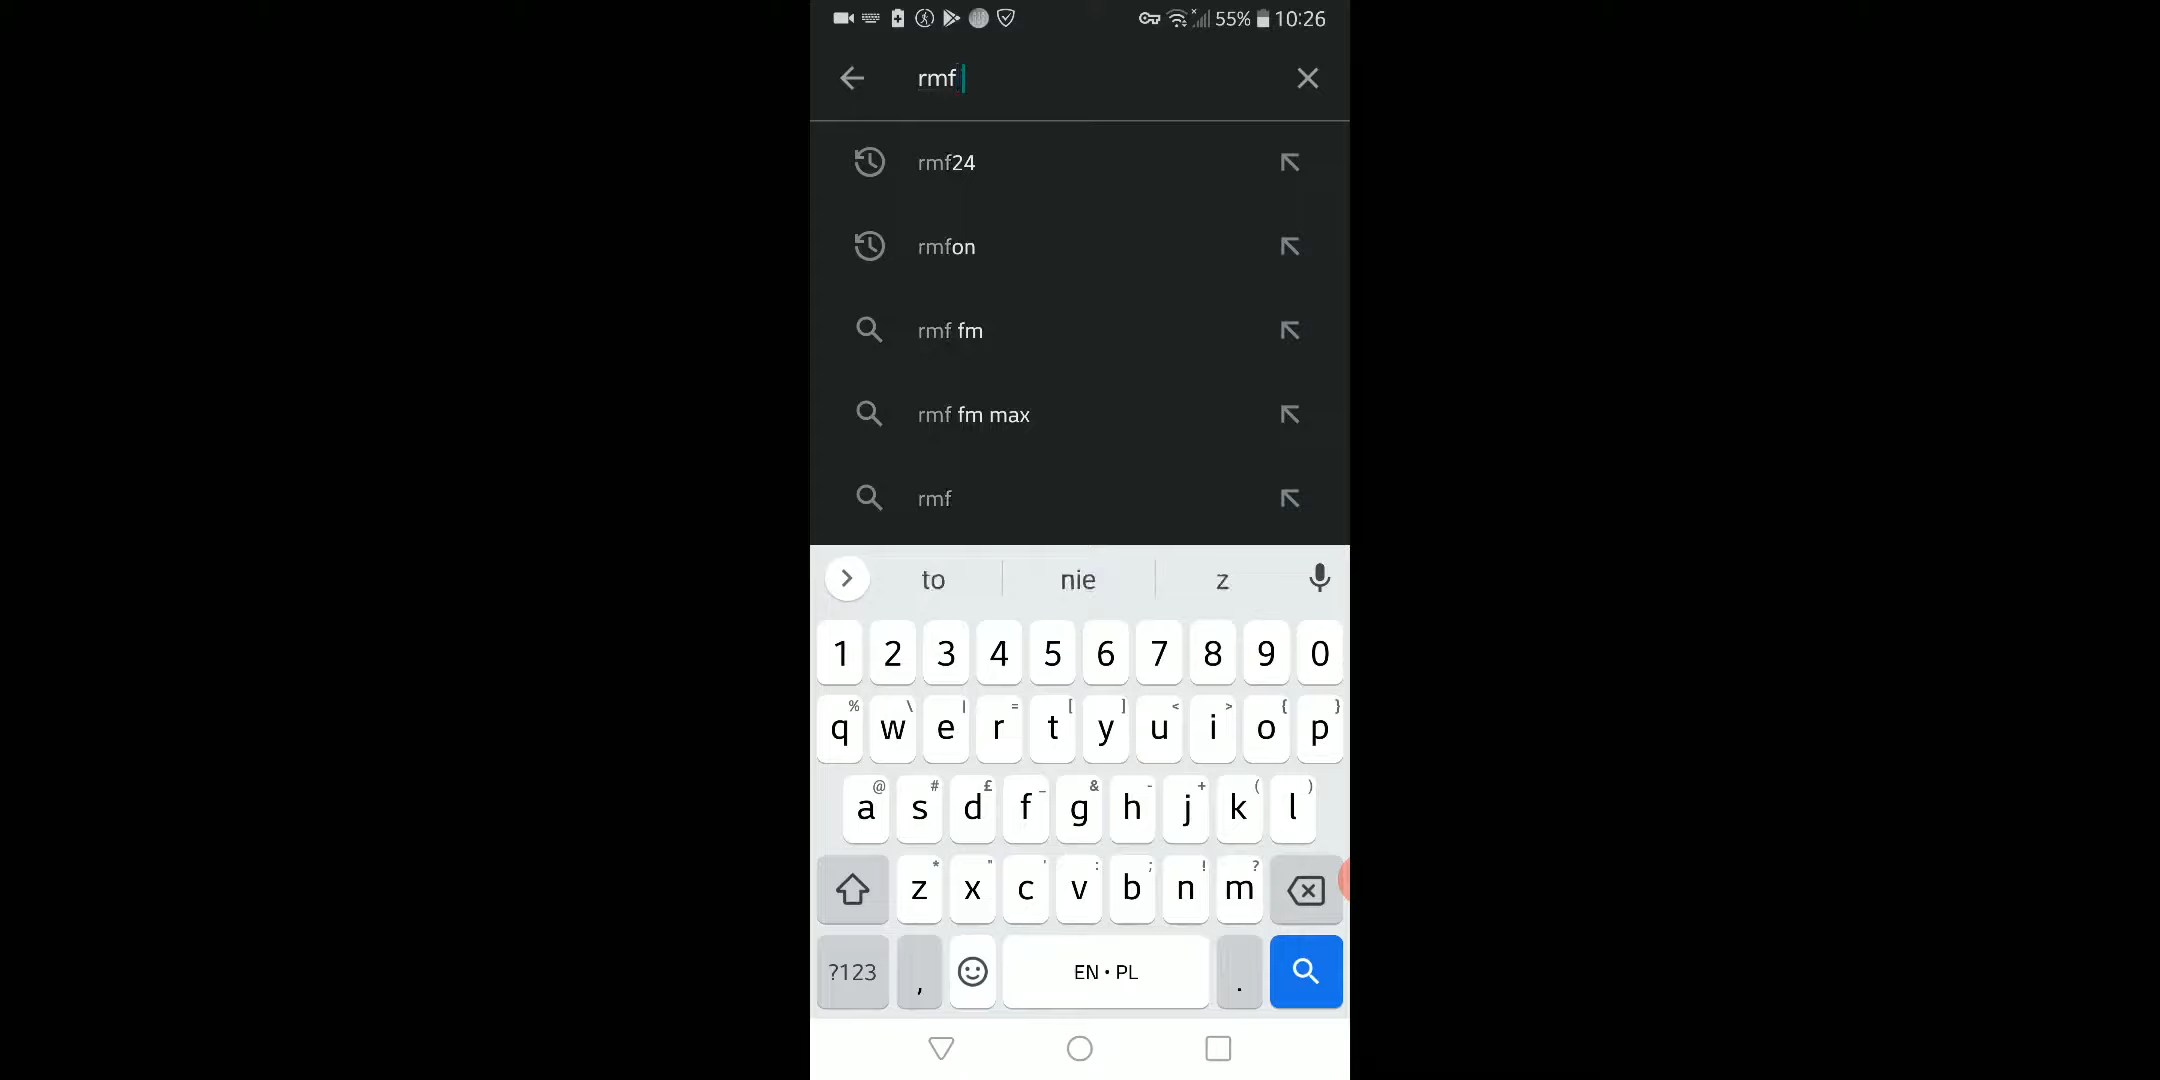 55% 10:26
rmf
rmf24
rmfon
rmf fm
rmf fm max
rmf
to nie z
1 2 3 4 5 6 7 8 9 0
% \ | = [ ] < > { }
q w e r t y u i o p
@ # £ _ & - + ( )
a s d f g h j k l
* " ' : ; ! ?
z x c v b n m
?123 , EN • PL .